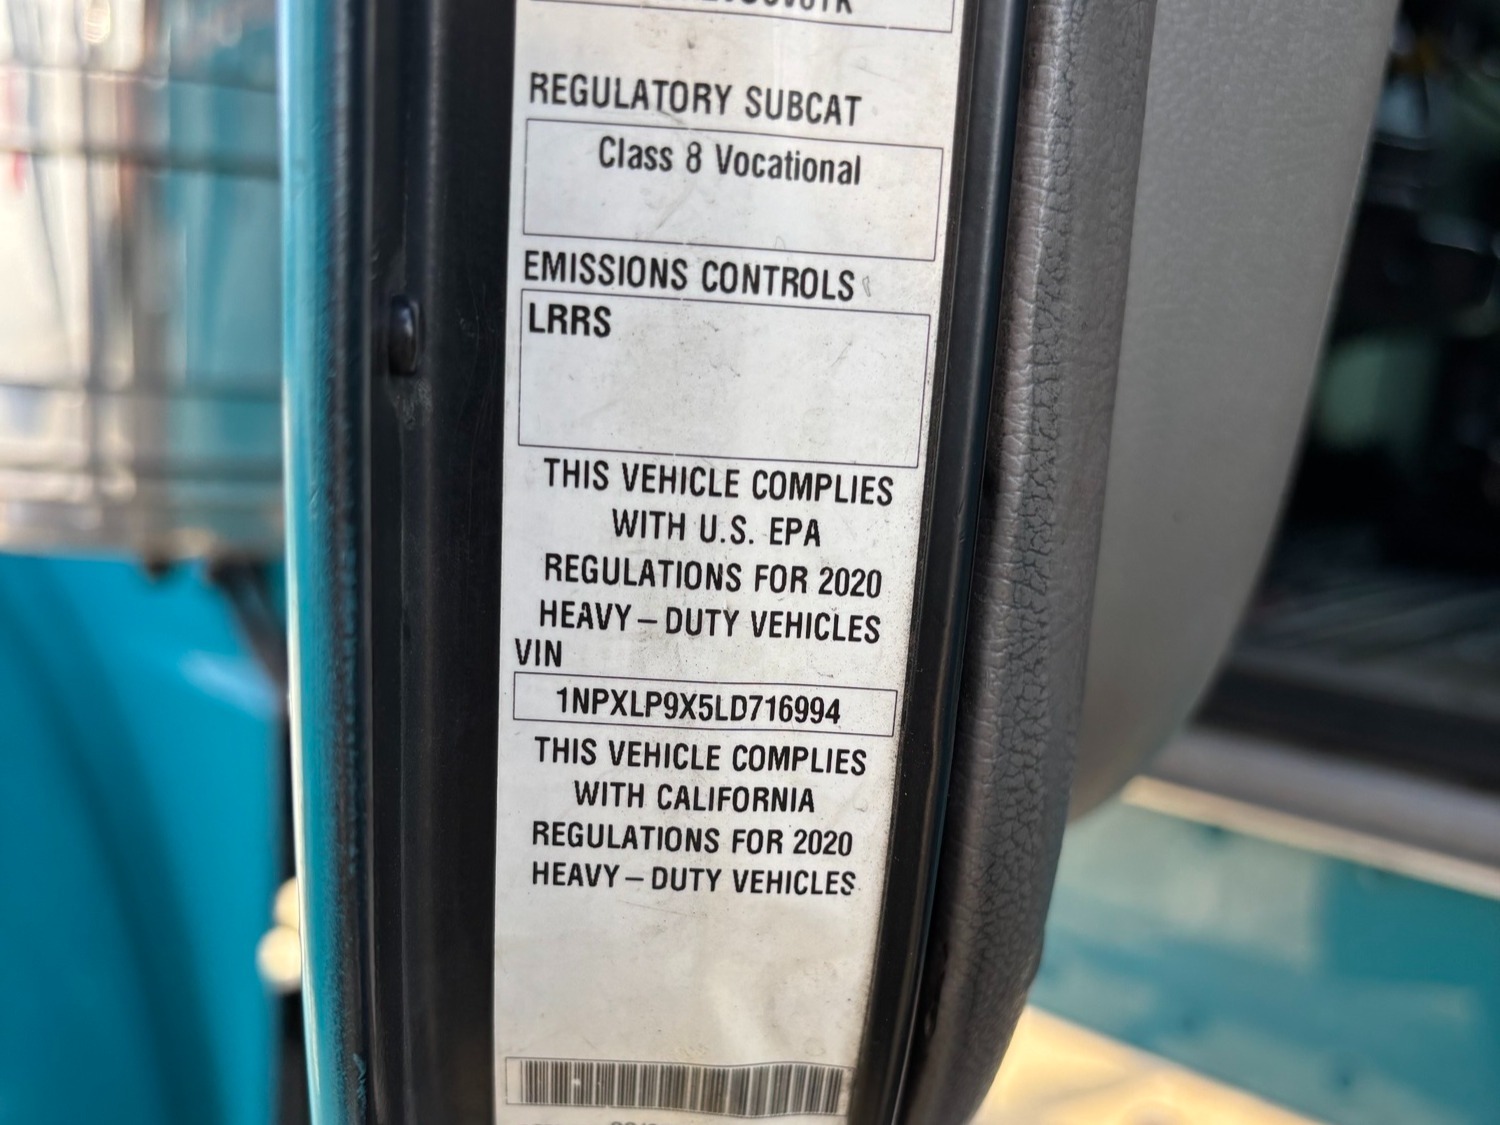 REGULATORY SUBCAT
Class 8 Vocational
EMISSIONS CONTROLS
LRRS
THIS VEHICLE COMPLIES
WITH U.S. EPA
REGULATIONS FOR 2020
HEAVY-DUTY VEHICLES
VIN
1NPXLP9X5LD716994
THIS VEHICLE COMPLIES
WITH CALIFORNIA
REGULATIONS FOR 2020
HEAVY-DUTY VEHICLES